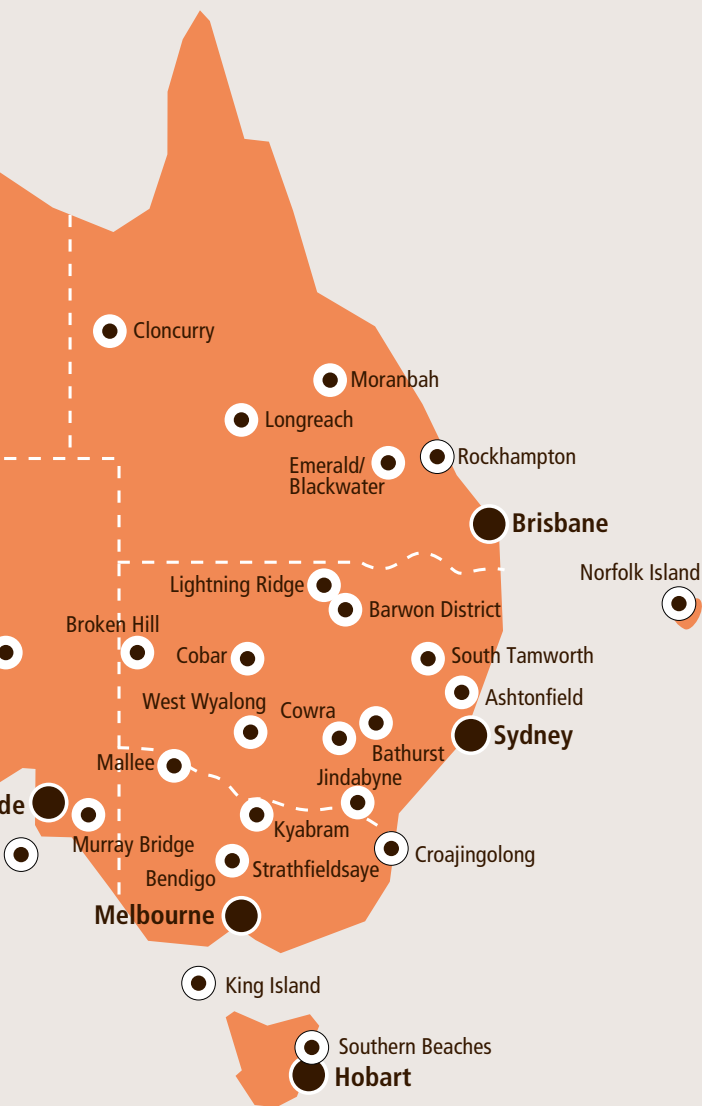 Cloncurry
Moranbah
Longreach
Emerald/
Blackwater
Rockhampton
Brisbane
Norfolk Island
Lightning Ridge
Barwon District
Broken Hill
Cobar
South Tamworth
West Wyalong
Cowra
Ashtonfield
Sydney
Bathurst
Mallee
Jindabyne
de
Kyabram
Murray Bridge
Croajingolong
Strathfieldsaye
Bendigo
Melbourne
King Island
Southern Beaches
Hobart